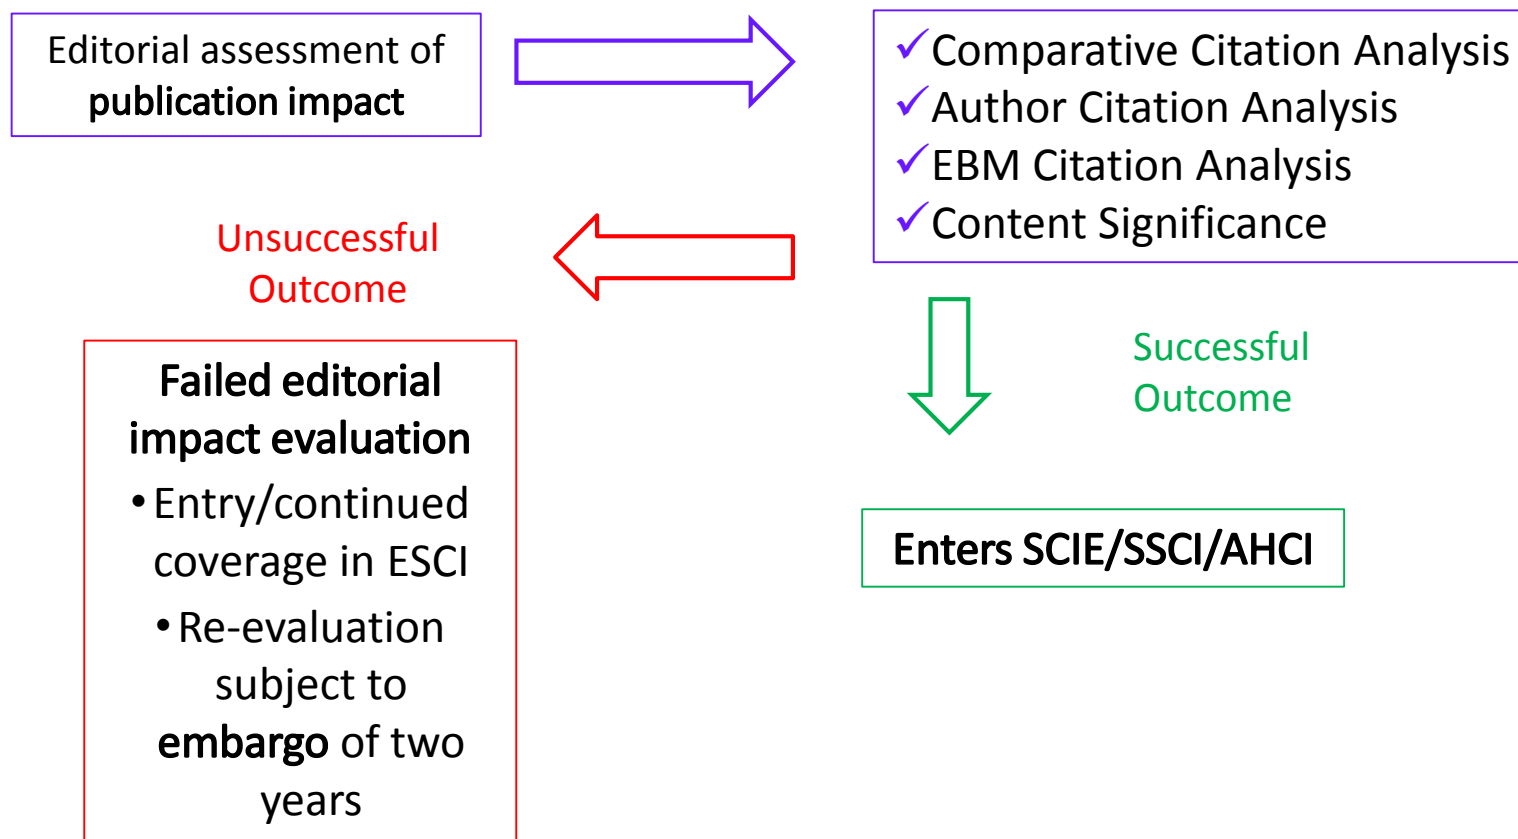 Editorial assessment of
publication impact
✓Comparative Citation Analysis
✓Author Citation Analysis
✓EBM Citation Analysis
✓Content Significance
Unsuccessful
Outcome
Successful
Outcome
Failed editorial
impact evaluation
•Entry/continued
coverage in ESCI
•Re-evaluation
subject to
embargo of two
years
Enters SCIE/SSCI/AHCI